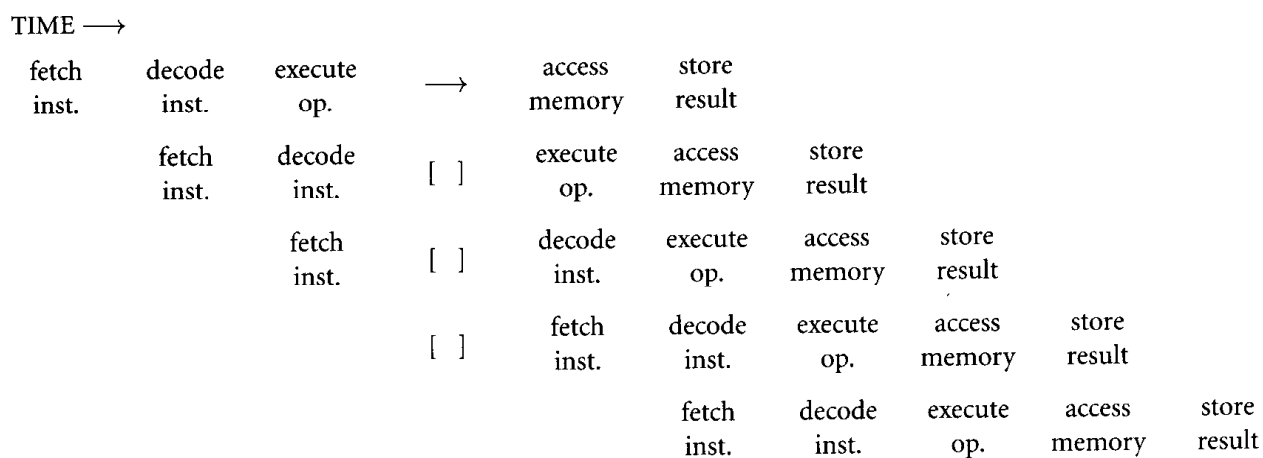 TIME ⟶
fetch decode execute ⟶ access store
inst. inst. op. memory result
fetch decode [ ] execute access store
inst. inst. op. memory result
fetch [ ] decode execute access store
inst. inst. op. memory result
[ ] fetch decode execute access store
inst. inst. op. memory result
fetch decode execute access store
inst. inst. op. memory result